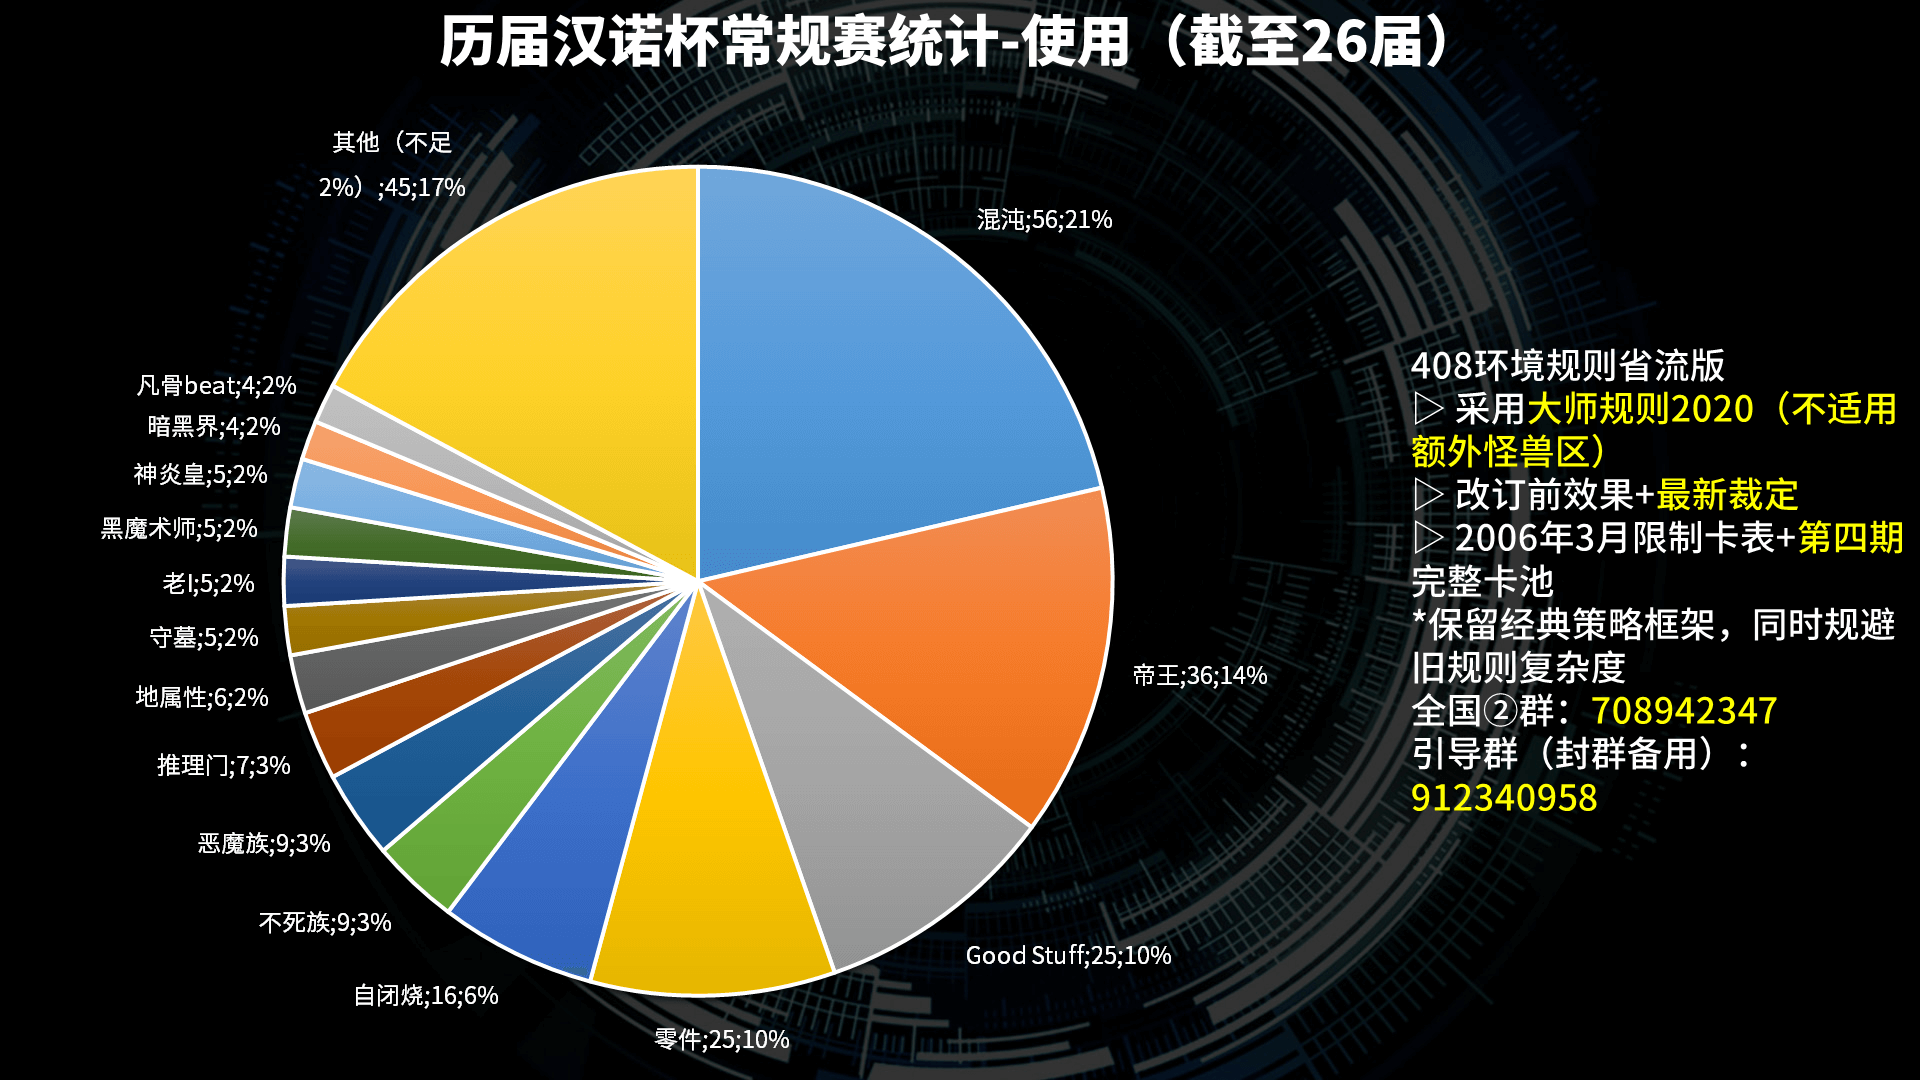 历届汉诺杯常规赛统计-使用（截至26届）
其他（不足
2%）;45;17%
混沌;56;21%
凡骨beat;4;2%
暗黑界;4;2%
神炎皇;5;2%
黑魔术师;5;2%
老I;5;2%
守墓;5;2%
地属性;6;2%
推理门;7;3%
恶魔族;9;3%
不死族;9;3%
自闭烧;16;6%
零件;25;10%
Good Stuff;25;10%
帝王;36;14%
408环境规则省流版
▷ 采用大师规则2020（不适用
额外怪兽区）
▷ 改订前效果+最新裁定
▷ 2006年3月限制卡表+第四期
完整卡池
*保留经典策略框架，同时规避
旧规则复杂度
全国②群：708942347
引导群（封群备用）：
912340958